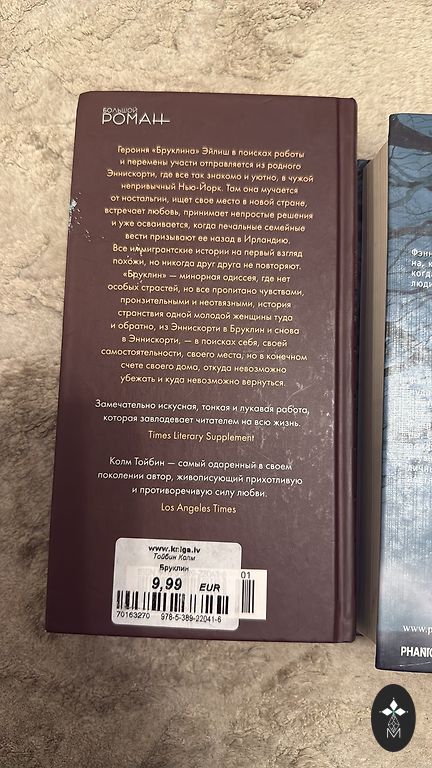 БОЛЬШОЙ
РОМАН
Героиня «Бруклина» Эйлиш в поисках работы
и перемены участи отправляется из родного
Эннискорти, где все так знакомо и уютно, в чужой
непривычный Нью-Йорк. Там она мучается
от ностальгии, ищет свое место в новой стране,
встречает любовь, принимает непростые решения
и уже осваивается, когда печальные семейные
вести призывают ее назад в Ирландию.
Все иммигрантские истории на первый взгляд
похожи, но никогда друг друга не повторяют.
«Бруклин» — минорная одиссея, где нет
особых страстей, но все пропитано чувствами,
пронзительными и неотвязными, история
странствия одной молодой женщины туда
и обратно, из Эннискорти в Бруклин и снова
в Эннискорти, — в поисках себя, своей
самостоятельности, своего места, но в конечном
счете своего дома, откуда невозможно
убежать и куда невозможно вернуться.
Замечательно искусная, тонкая и лукавая работа,
которая завладевает читателем на всю жизнь.
Times Literary Supplement
Колм Тойбин — самый одаренный в своем
поколении автор, живописующий прихотливую
и противоречивую силу любви.
Los Angeles Times
www.kniga.lv
Тойбин Колм
Бруклин
9,99 EUR
01
70163270 978-5-389-22041-6
Фэнн
на, к
когда
люди
личны
www.p
PHANTO
M